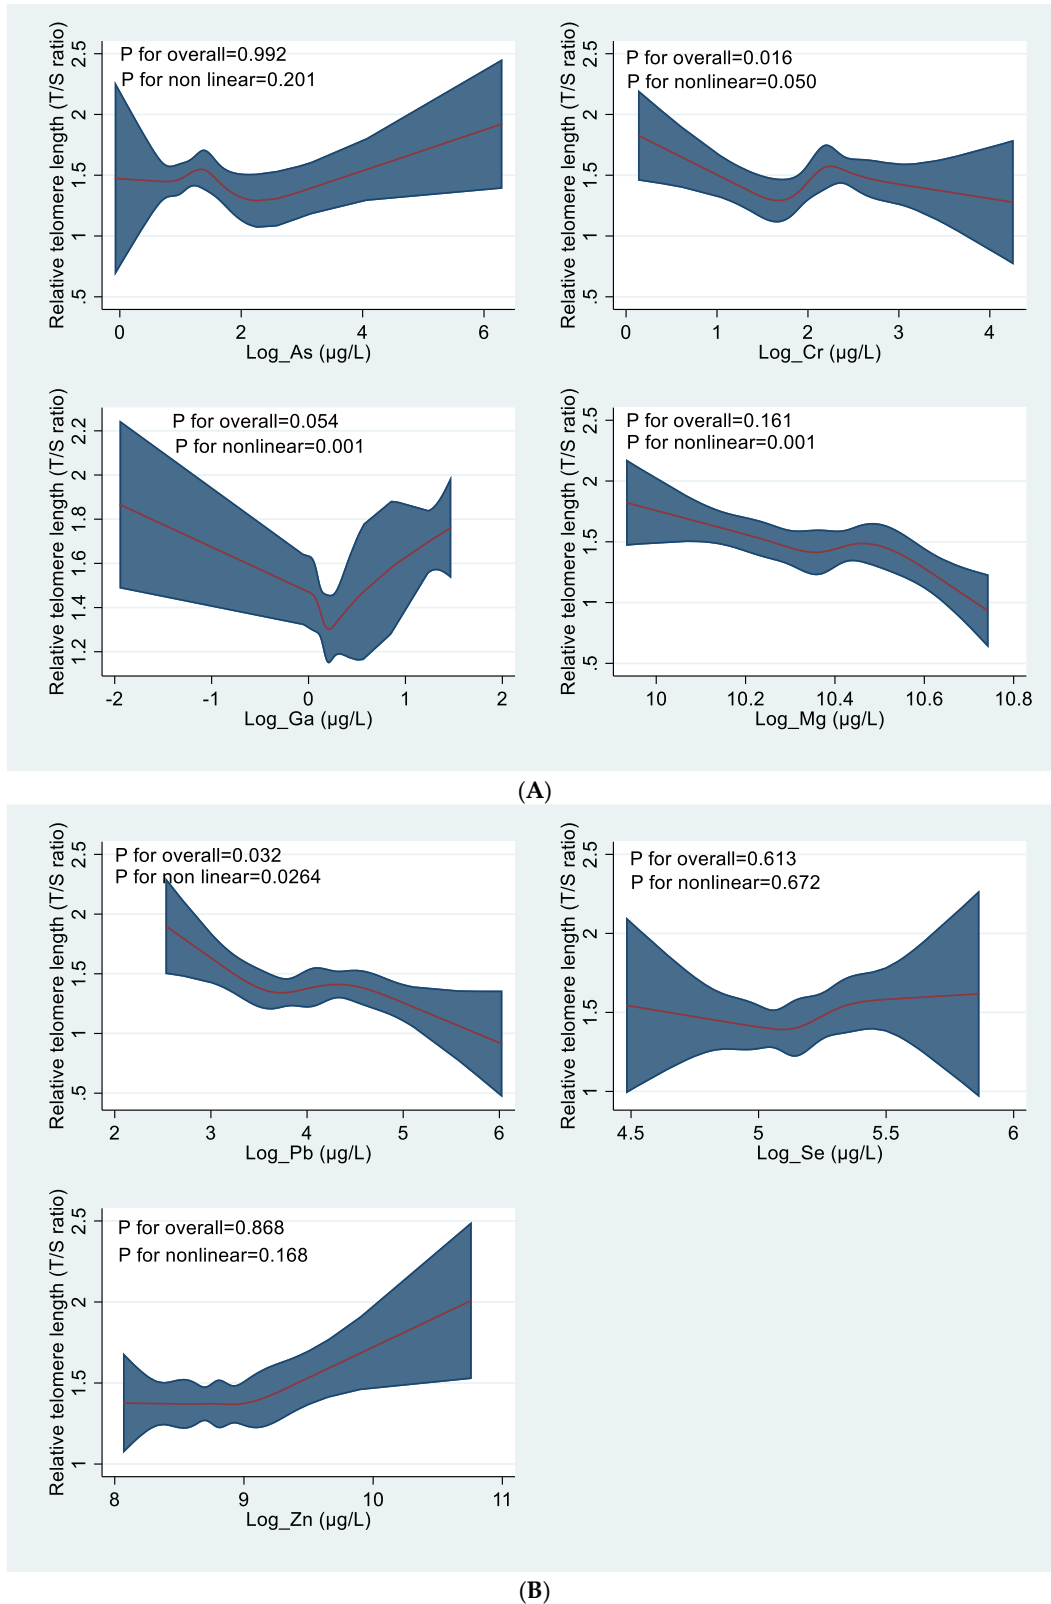 P for overall=0.992
P for non linear=0.201
Relative telomere length (T/S ratio)
2.5
2
1.5
1
.5
0
2
4
6
Log_As (µg/L)
P for overall=0.016
P for nonlinear=0.050
Relative telomere length (T/S ratio)
2.5
2
1.5
1
.5
0
1
2
3
4
Log_Cr (µg/L)
P for overall=0.054
P for nonlinear=0.001
Relative telomere length (T/S ratio)
2.2
2
1.8
1.6
1.4
1.2
-2
-1
0
1
2
Log_Ga (µg/L)
P for overall=0.161
P for nonlinear=0.001
Relative telomere length (T/S ratio)
2.5
2
1.5
1
.5
10
10.2
10.4
10.6
10.8
Log_Mg (µg/L)
(A)
P for overall=0.032
P for non linear=0.0264
Relative telomere length (T/S ratio)
2.5
2
1.5
1
.5
2
3
4
5
6
Log_Pb (µg/L)
P for overall=0.613
P for nonlinear=0.672
Relative telomere length (T/S ratio)
2.5
2
1.5
1
4.5
5
5.5
6
Log_Se (µg/L)
P for overall=0.868
P for nonlinear=0.168
Relative telomere length (T/S ratio)
2.5
2
1.5
1
8
9
10
11
Log_Zn (µg/L)
(B)